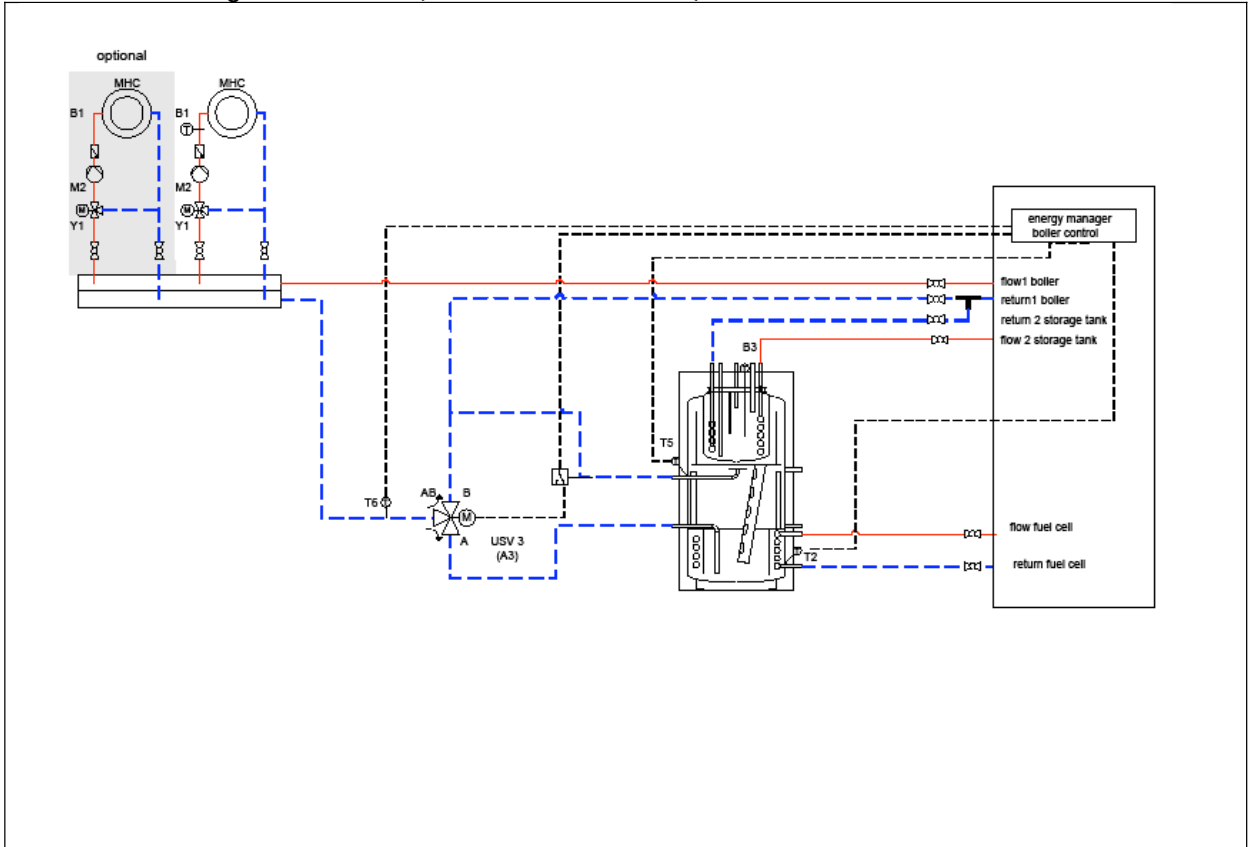 optional
MHC
MHC
B1
B1
T
M2
M2
M
M
Y1
Y1
energy manager
boiler control
flow1 boiler
return1 boiler
return 2 storage tank
flow 2 storage tank
B3
T5
T6
AB
B
M
A
USV 3
(A3)
T2
flow fuel cell
return fuel cell